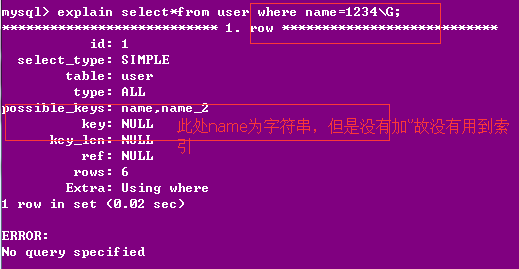 mysql> explain select*from user where name=1234\G;
*************************** 1. row ***************************
id: 1
select_type: SIMPLE
table: user
type: ALL
possible_keys: name,name_2
key: NULL
此处name为字符串，但是没有加''故没有用到索引
key_len: NULL
ref: NULL
rows: 6
Extra: Using where
1 row in set (0.02 sec)
ERROR:
No query specified